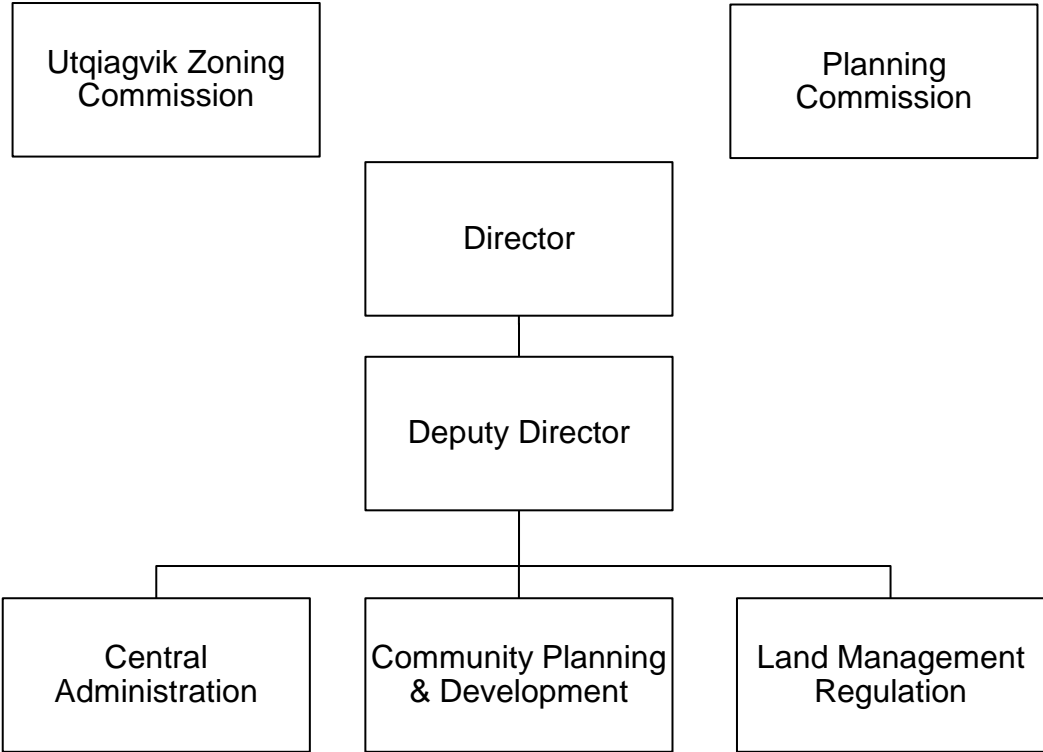 Utqiagvik Zoning
Commission
Planning
Commission
Director
Deputy Director
Central
Administration
Community Planning
& Development
Land Management
Regulation